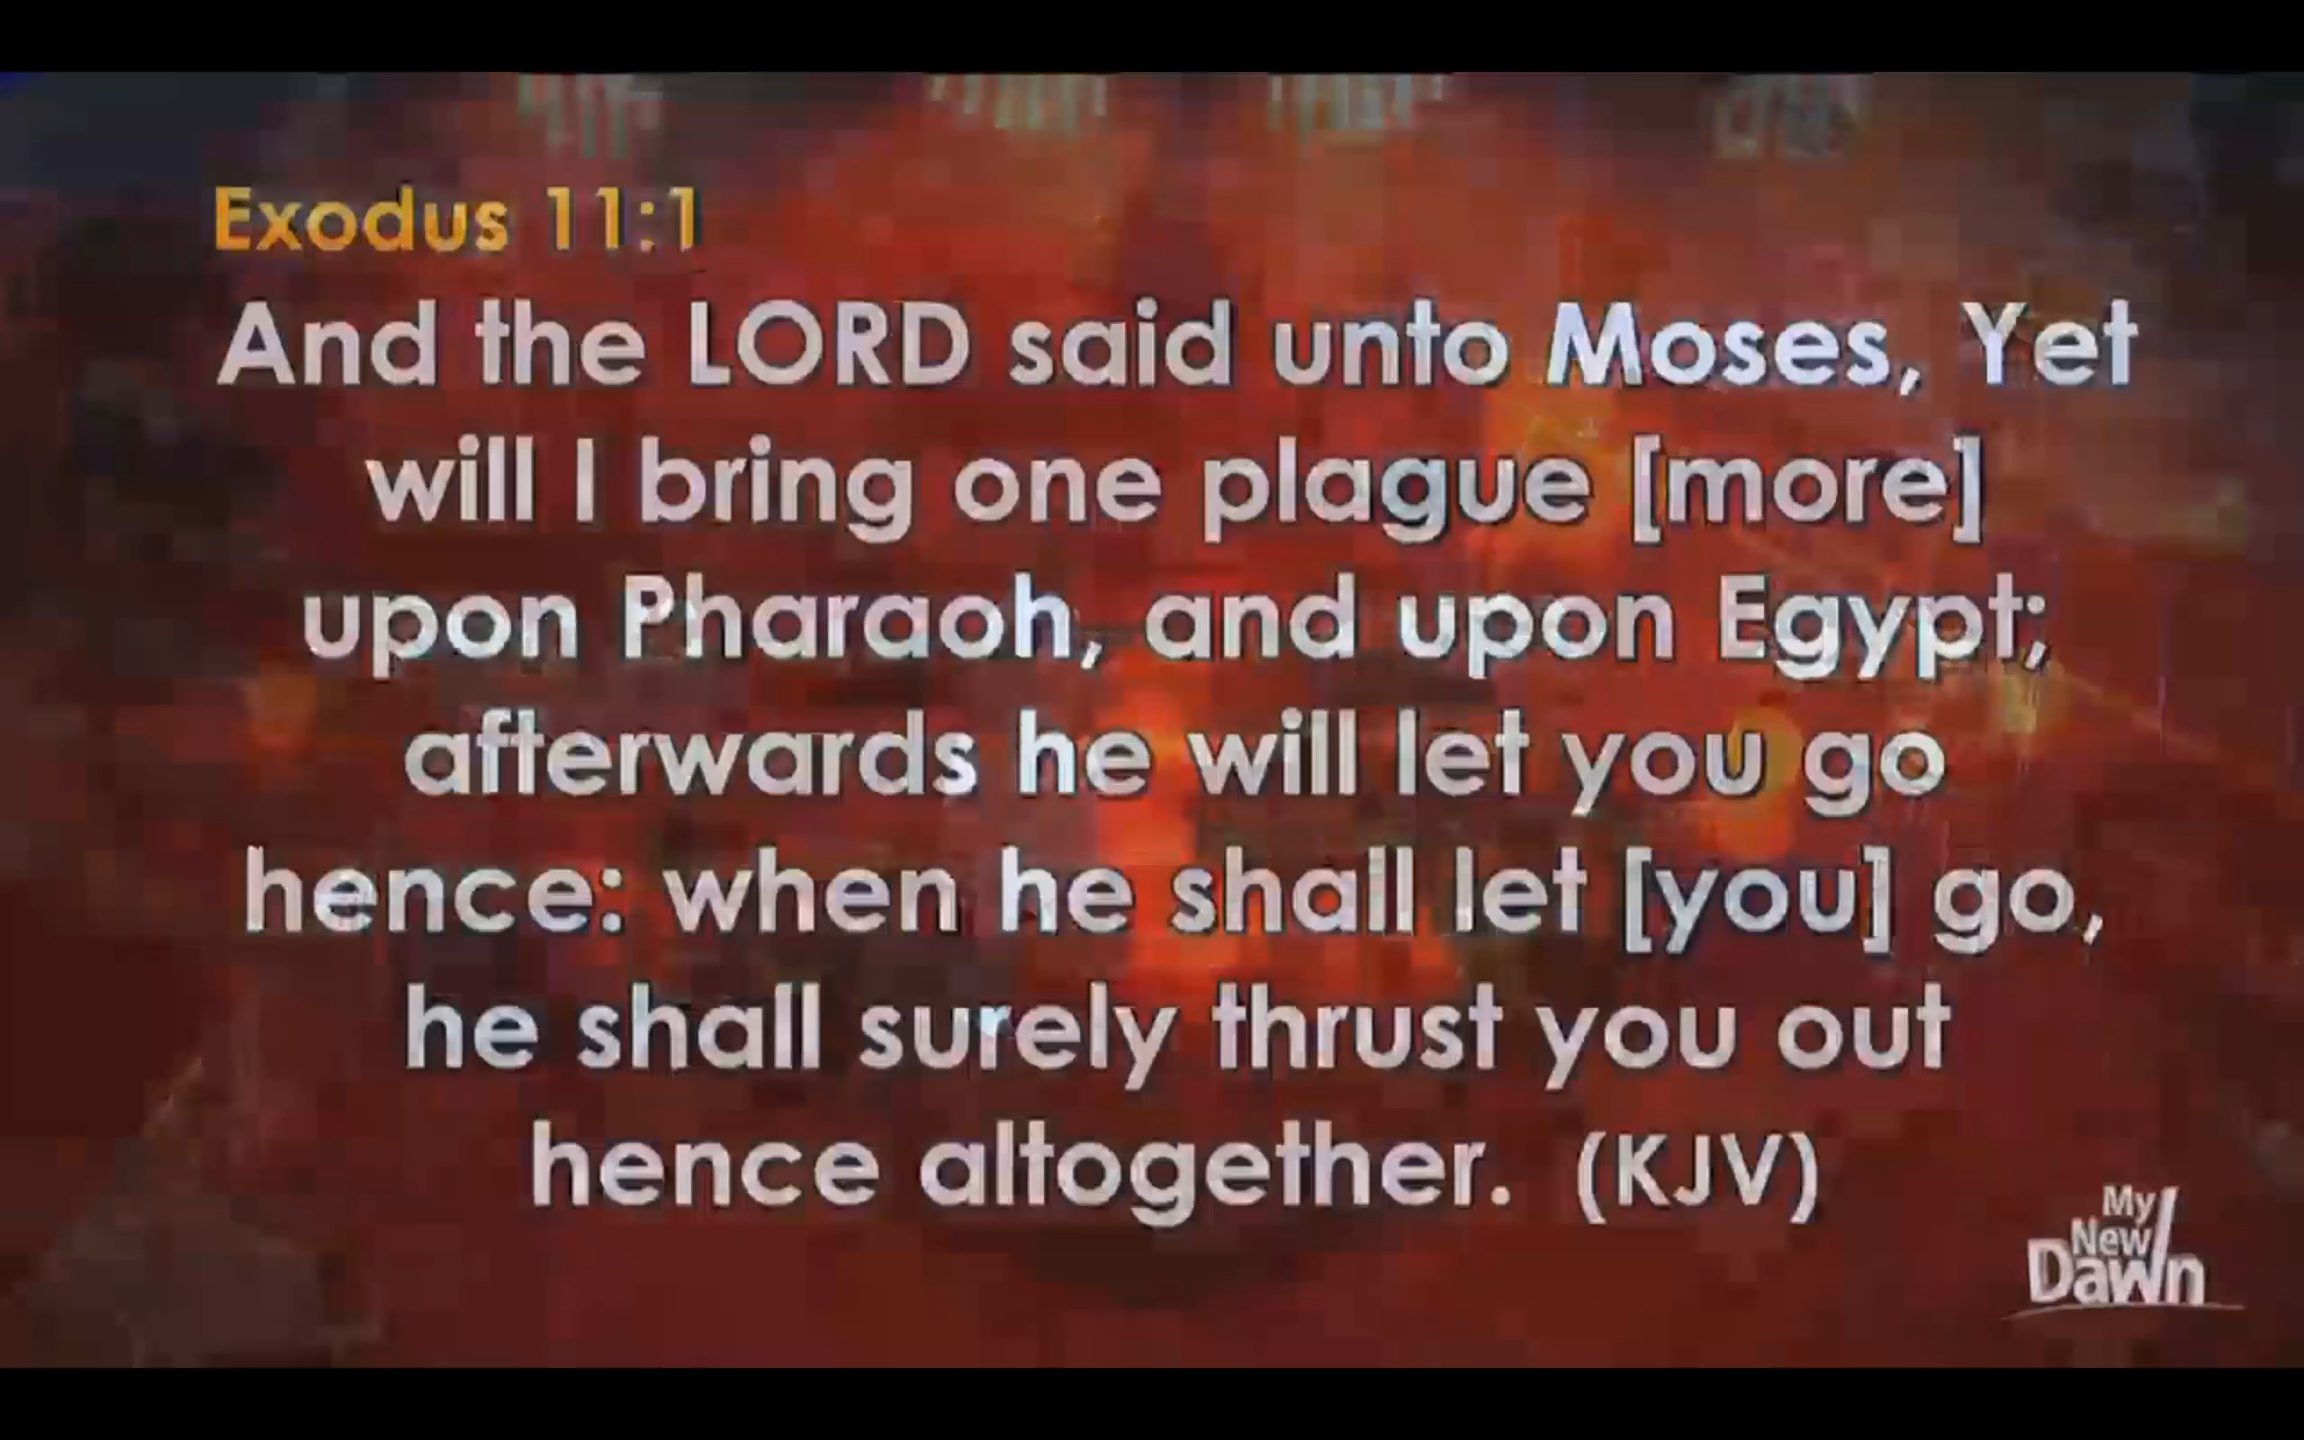 Exodus 11:1
And the LORD said unto Moses, Yet
will I bring one plague [more]
upon Pharaoh, and upon Egypt;
afterwards he will let you go
hence: when he shall let [you] go,
he shall surely thrust you out
hence altogether. (KJV)
My
New
Dawn